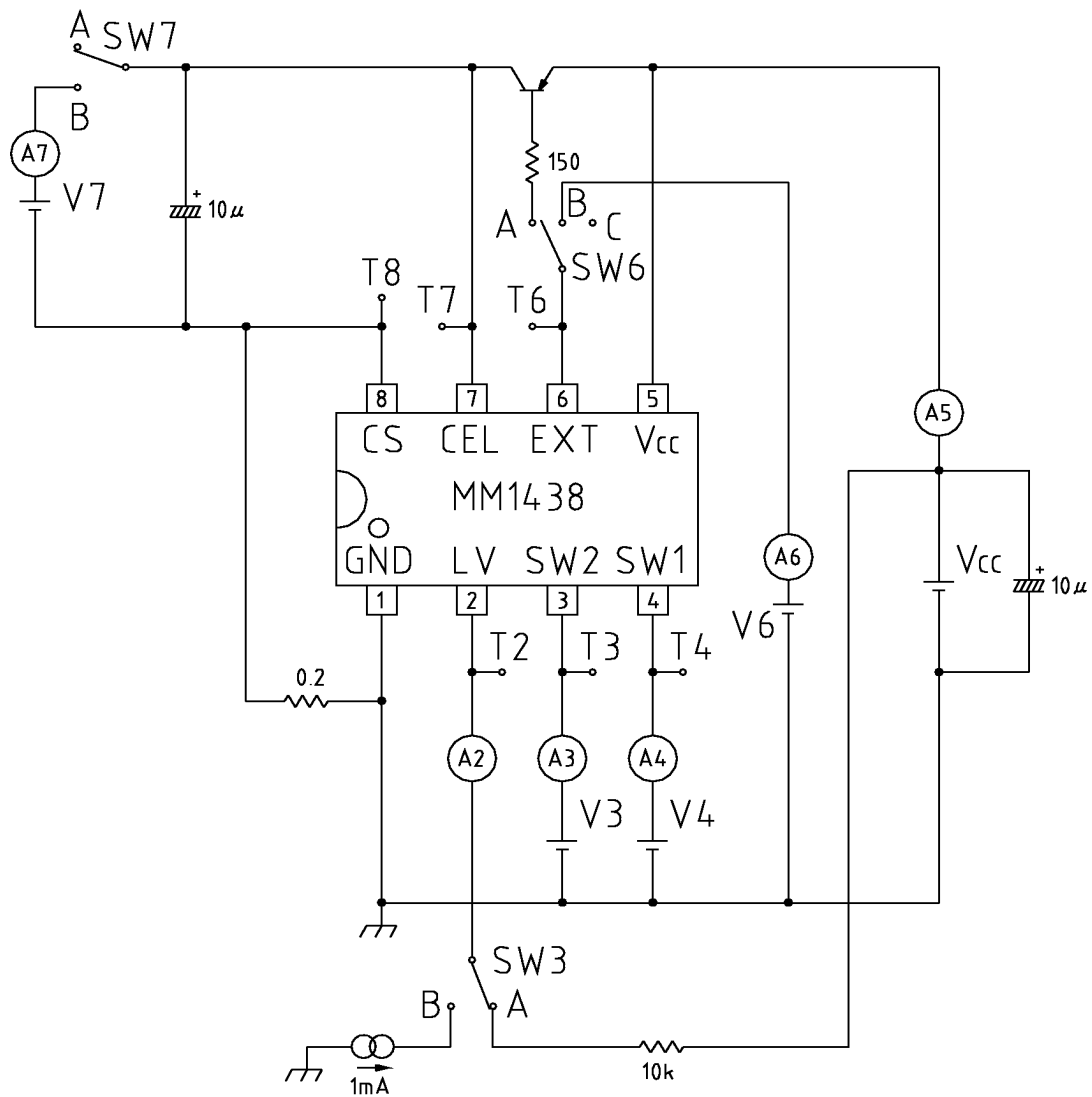 A SW7
B
A7
V7
+
10μ
150
A B C
SW6
T8
T7 T6
8 7 6 5
CS CEL EXT Vcc
A5
MM1438
GND LV SW2 SW1
A6
Vcc
+
10μ
1 2 3 4
V6
T2 T3 T4
0.2
A2 A3 A4
V3 V4
SW3
B A
1mA
10k